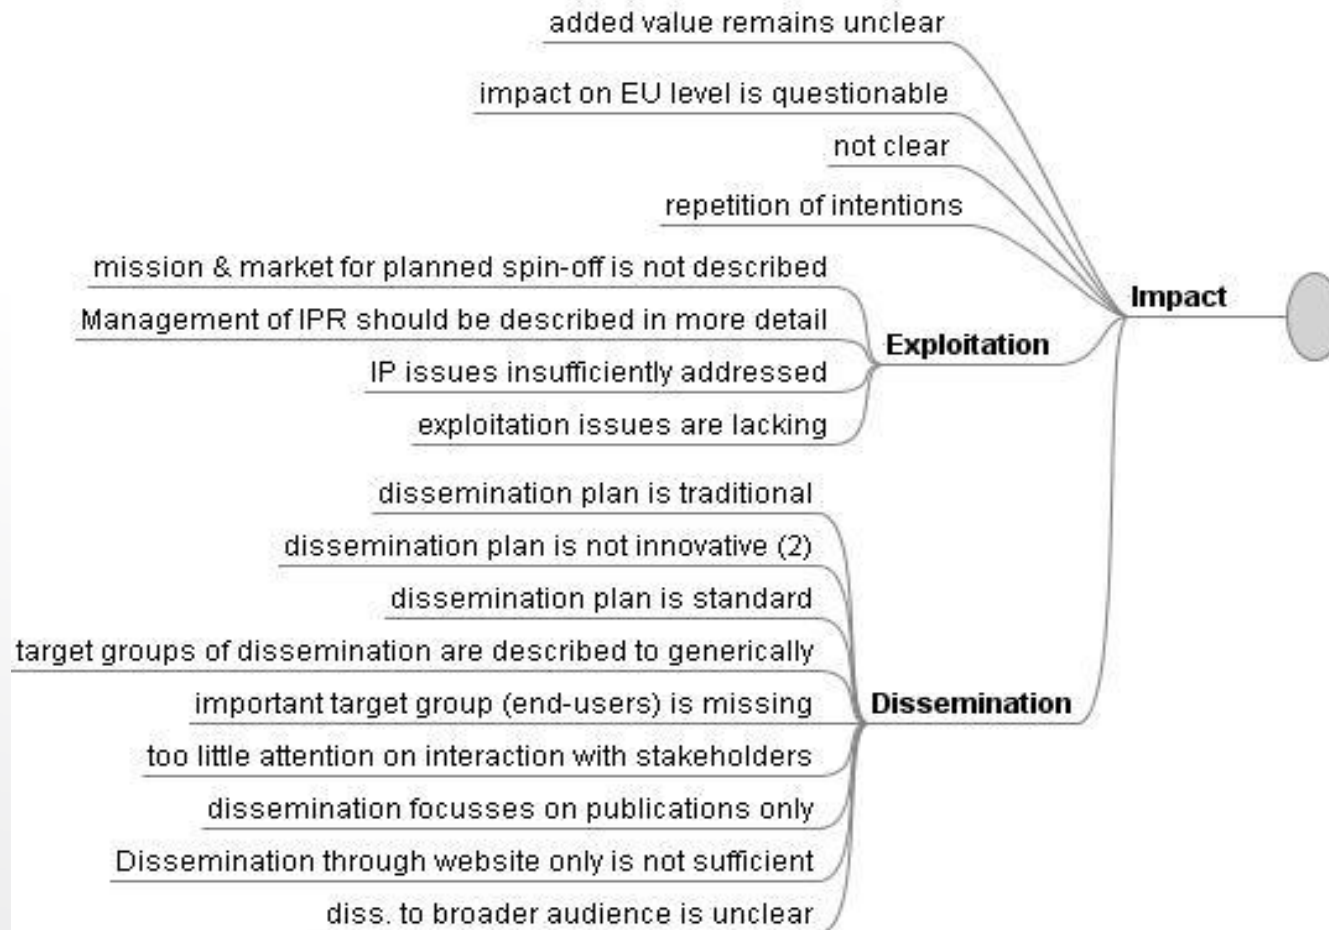 added value remains unclear
impact on EU level is questionable
not clear
repetition of intentions
Impact
mission & market for planned spin-off is not described
Management of IPR should be described in more detail
Exploitation
IP issues insufficiently addressed
exploitation issues are lacking
dissemination plan is traditional
dissemination plan is not innovative (2)
dissemination plan is standard
target groups of dissemination are described to generically
important target group (end-users) is missing
Dissemination
too little attention on interaction with stakeholders
dissemination focusses on publications only
Dissemination through website only is not sufficient
diss. to broader audience is unclear